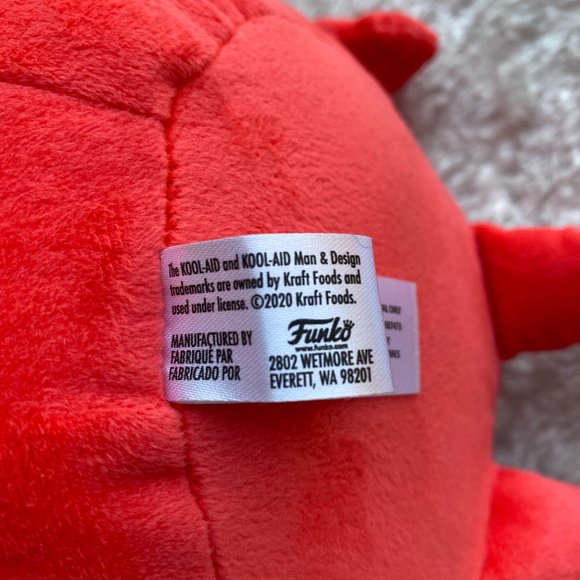 The KOOL-AID and KOOL-AID Man & Design
trademarks are owned by Kraft Foods and
used under license. ©2020 Kraft Foods.
MANUFACTURED BY
FABRIQUÉ PAR
FABRICADO POR
Funko
www.funko.com
2802 WETMORE AVE
EVERETT, WA 98201
ONLY